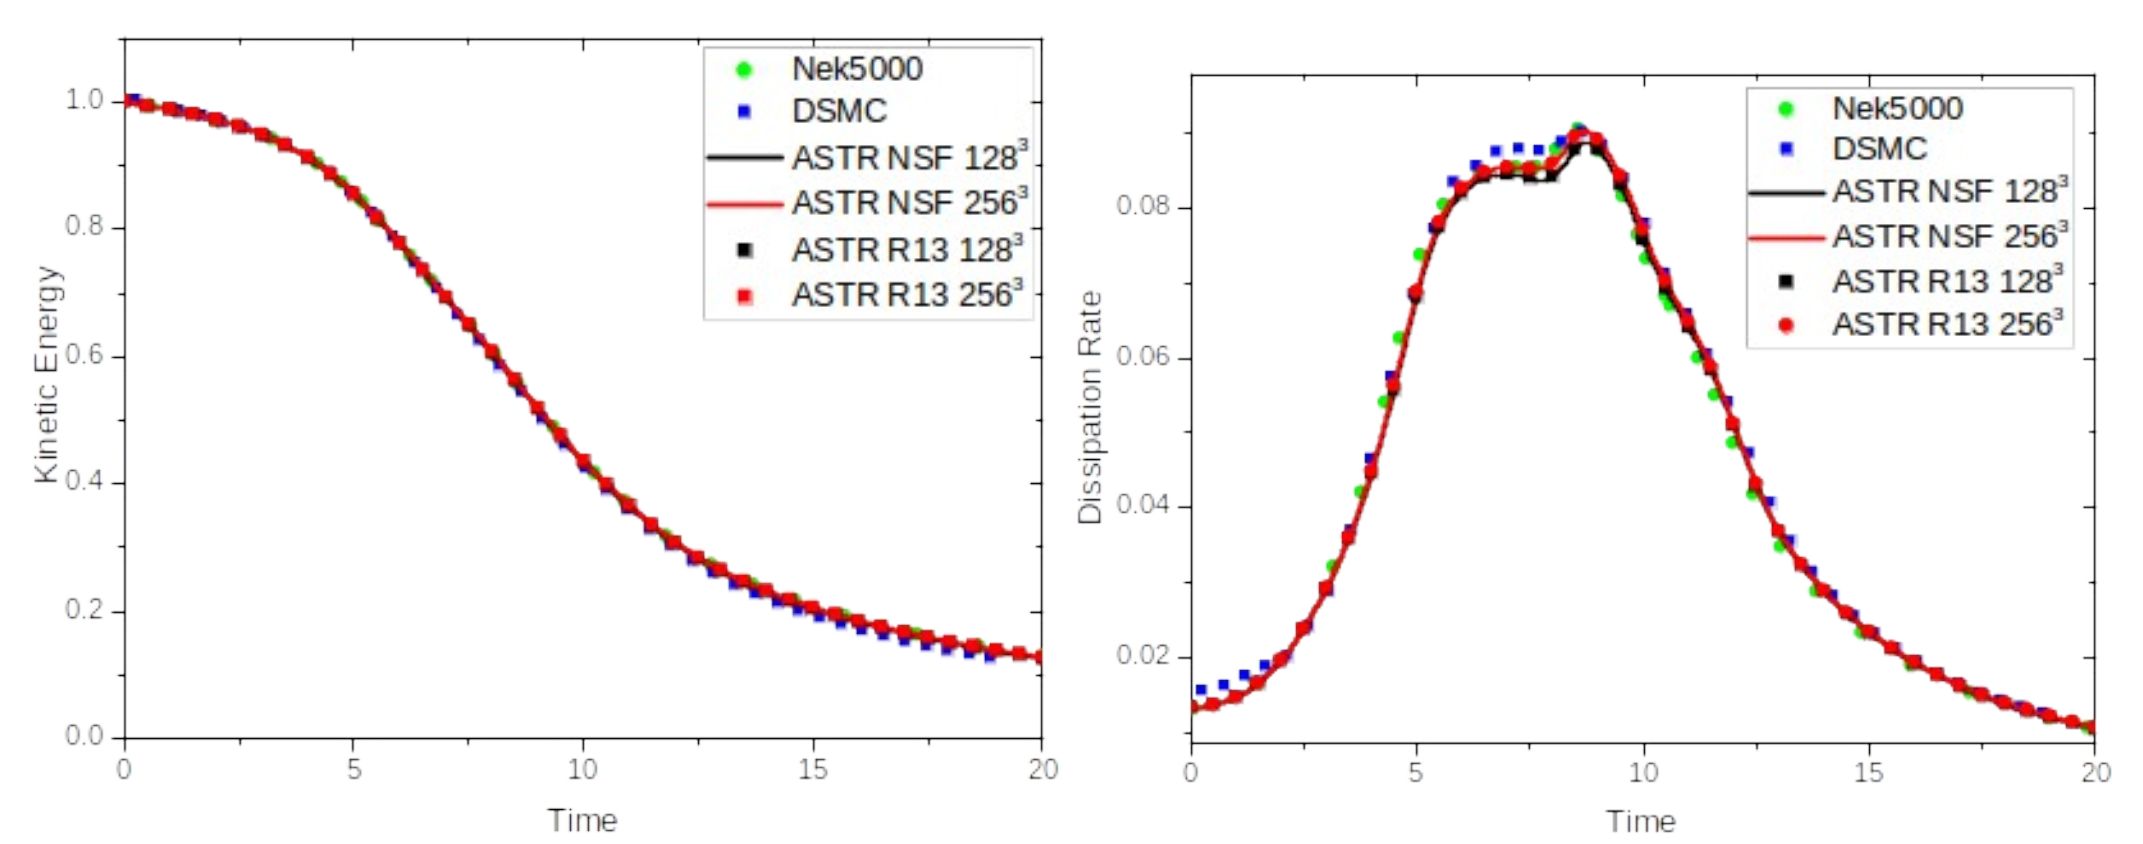 Nek5000
DSMC
ASTR NSF 128³
ASTR NSF 256³
ASTR R13 128³
ASTR R13 256³
1.0
0.8
0.6
0.4
0.2
0.0
Kinetic Energy
0 5 10 15 20
Time
Nek5000
DSMC
ASTR NSF 128³
ASTR NSF 256³
ASTR R13 128³
ASTR R13 256³
0.08
0.06
0.04
0.02
Dissipation Rate
0 5 10 15 20
Time